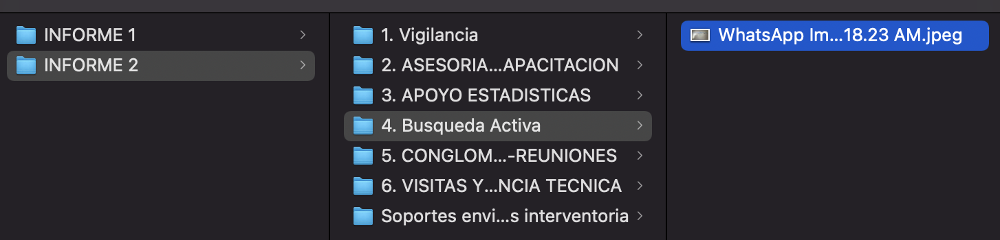 INFORME 1
INFORME 2
1. Vigilancia
2. ASESORIA...APACITACION
3. APOYO ESTADISTICAS
4. Busqueda Activa
5. CONGLOM...-REUNIONES
6. VISITAS Y...NCIA TECNICA
Soportes envi...s interventoria
WhatsApp Im...18.23 AM.jpeg